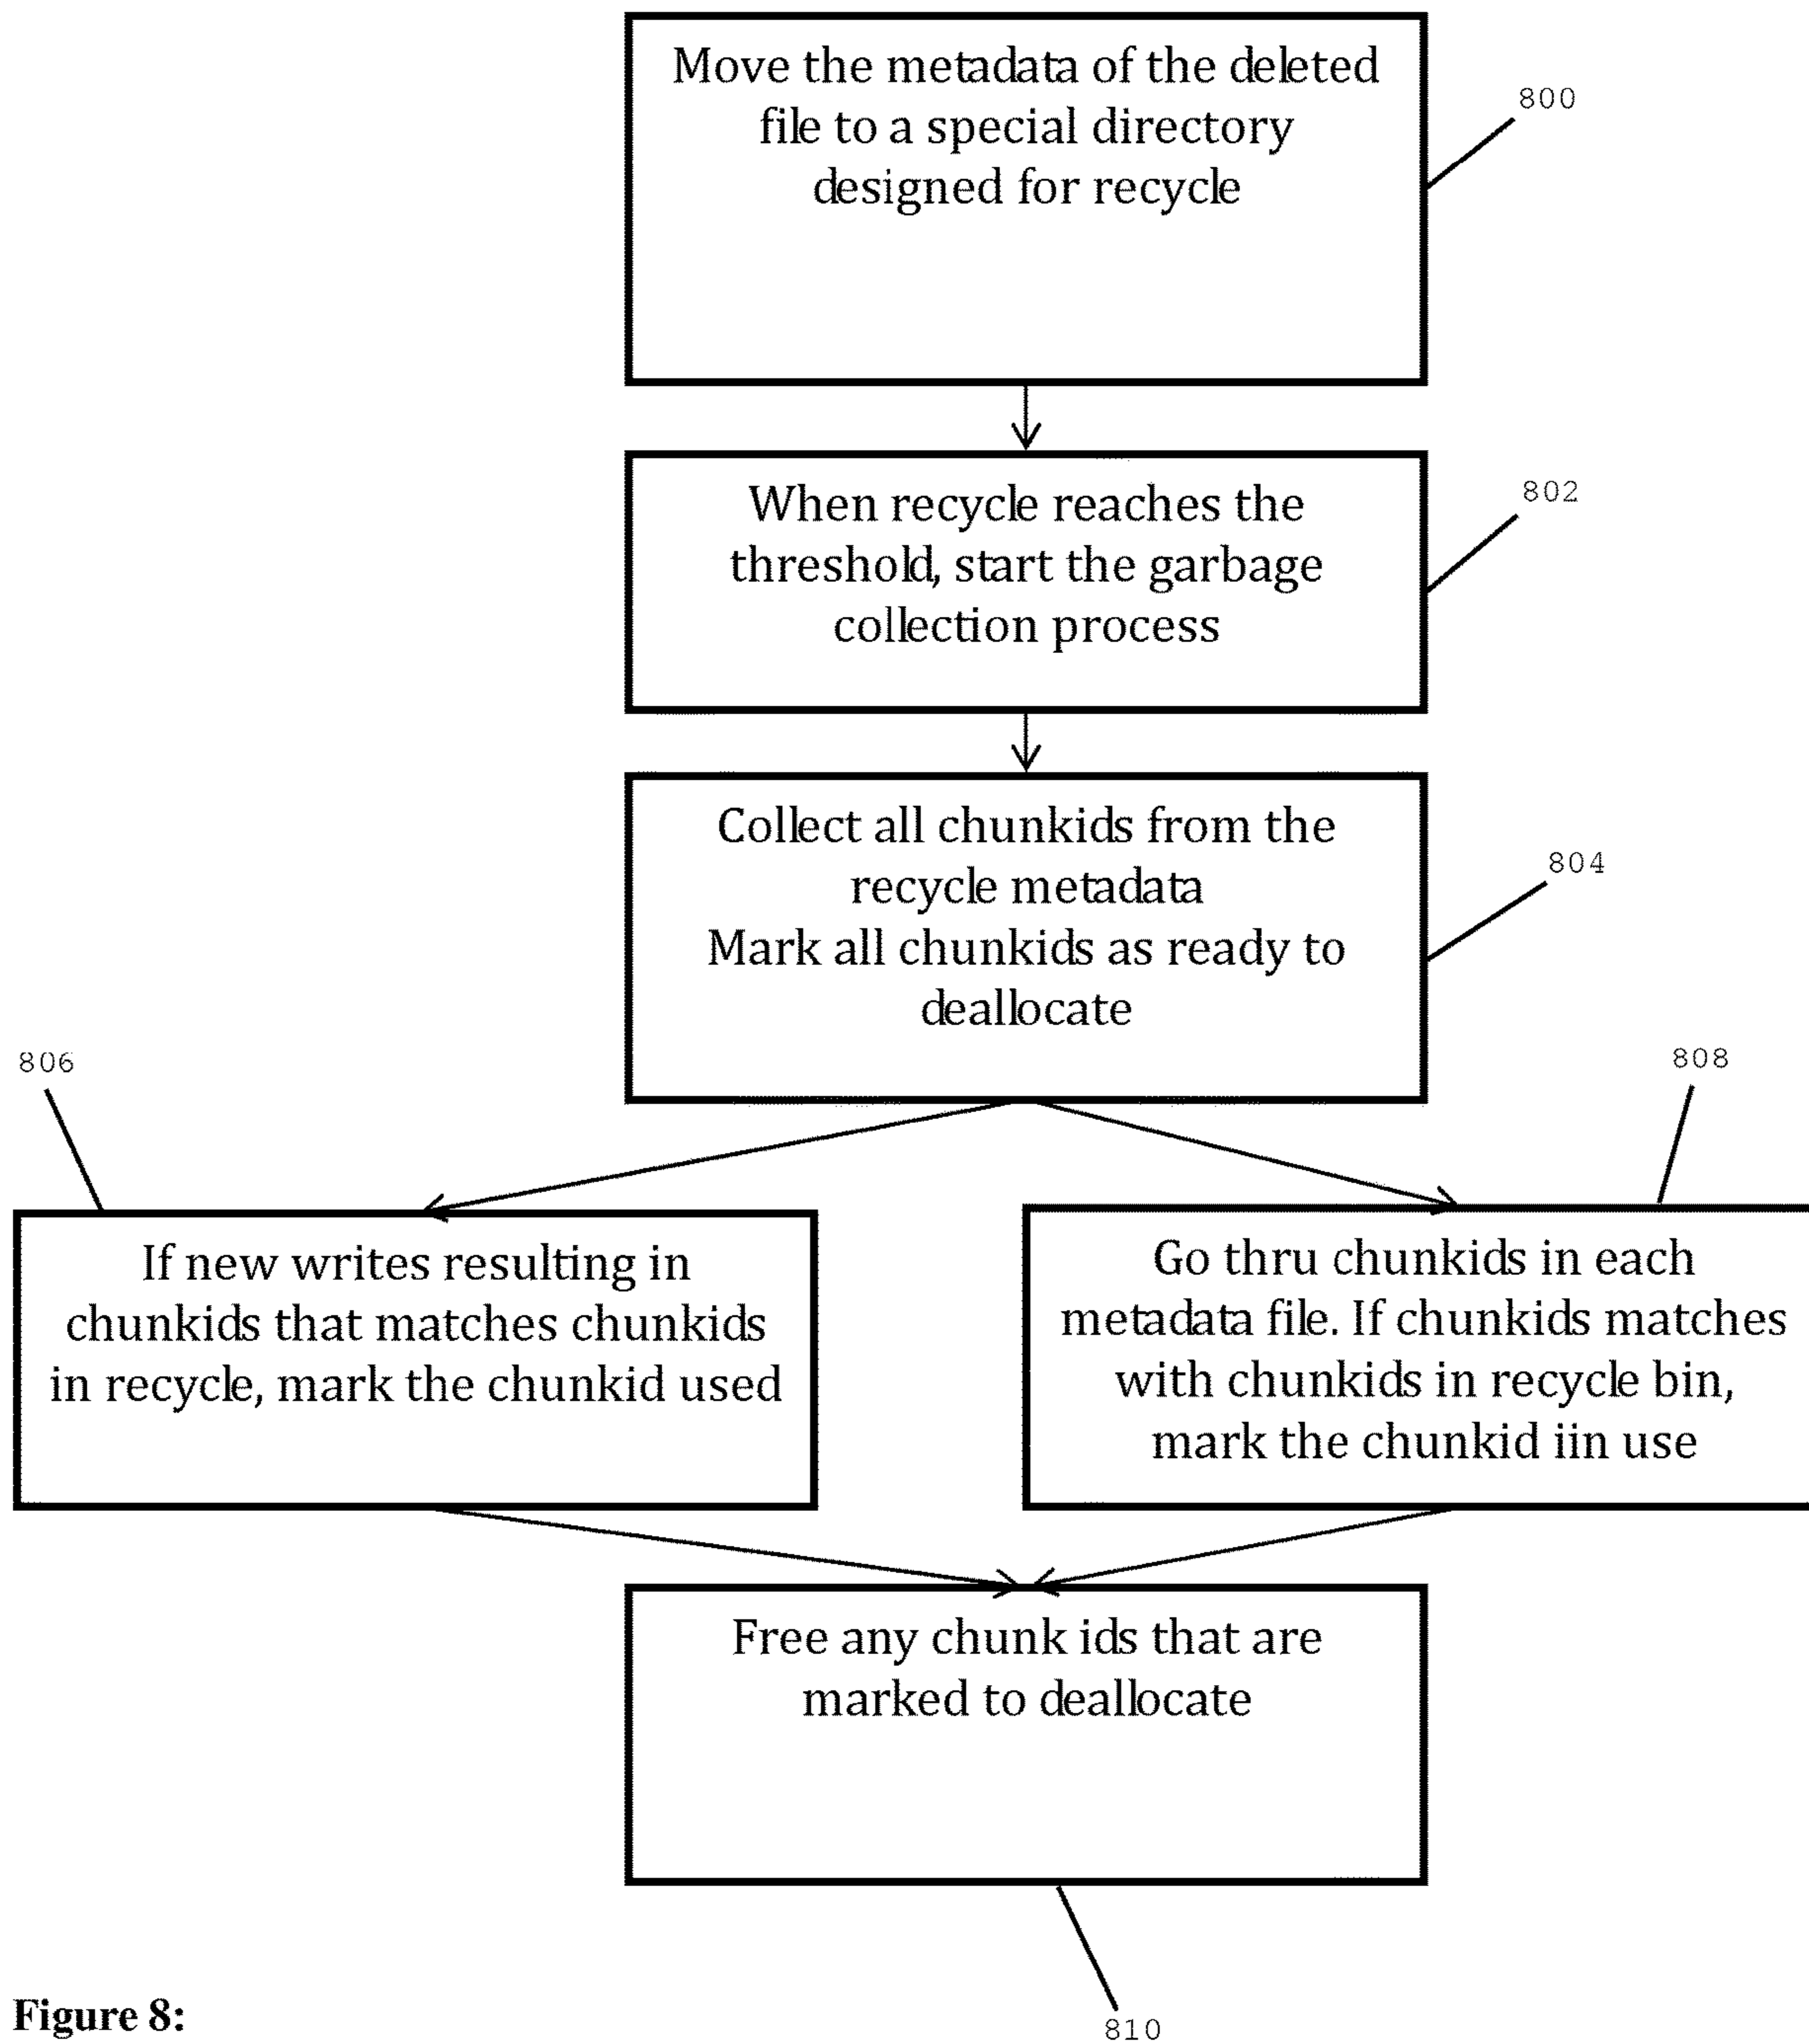 Move the metadata of the deleted
file to a special directory
designed for recycle
800
When recycle reaches the
threshold, start the garbage
collection process
802
Collect all chunkids from the
recycle metadata
Mark all chunkids as ready to
deallocate
804
806
If new writes resulting in
chunkids that matches chunkids
in recycle, mark the chunkid used
808
Go thru chunkids in each
metadata file. If chunkids matches
with chunkids in recycle bin,
mark the chunkid iin use
Free any chunk ids that are
marked to deallocate
810
Figure 8: